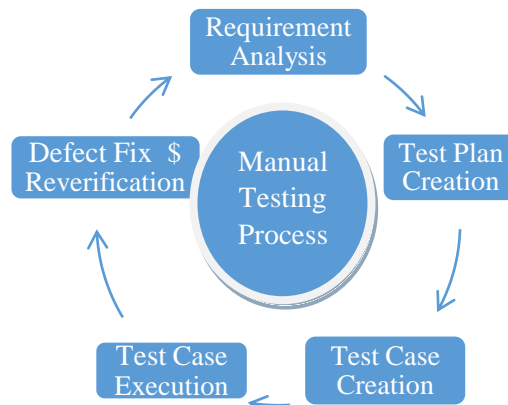 Requirement
Analysis
Defect Fix $
Reverification
Manual
Testing
Process
Test Plan
Creation
Test Case
Execution
Test Case
Creation